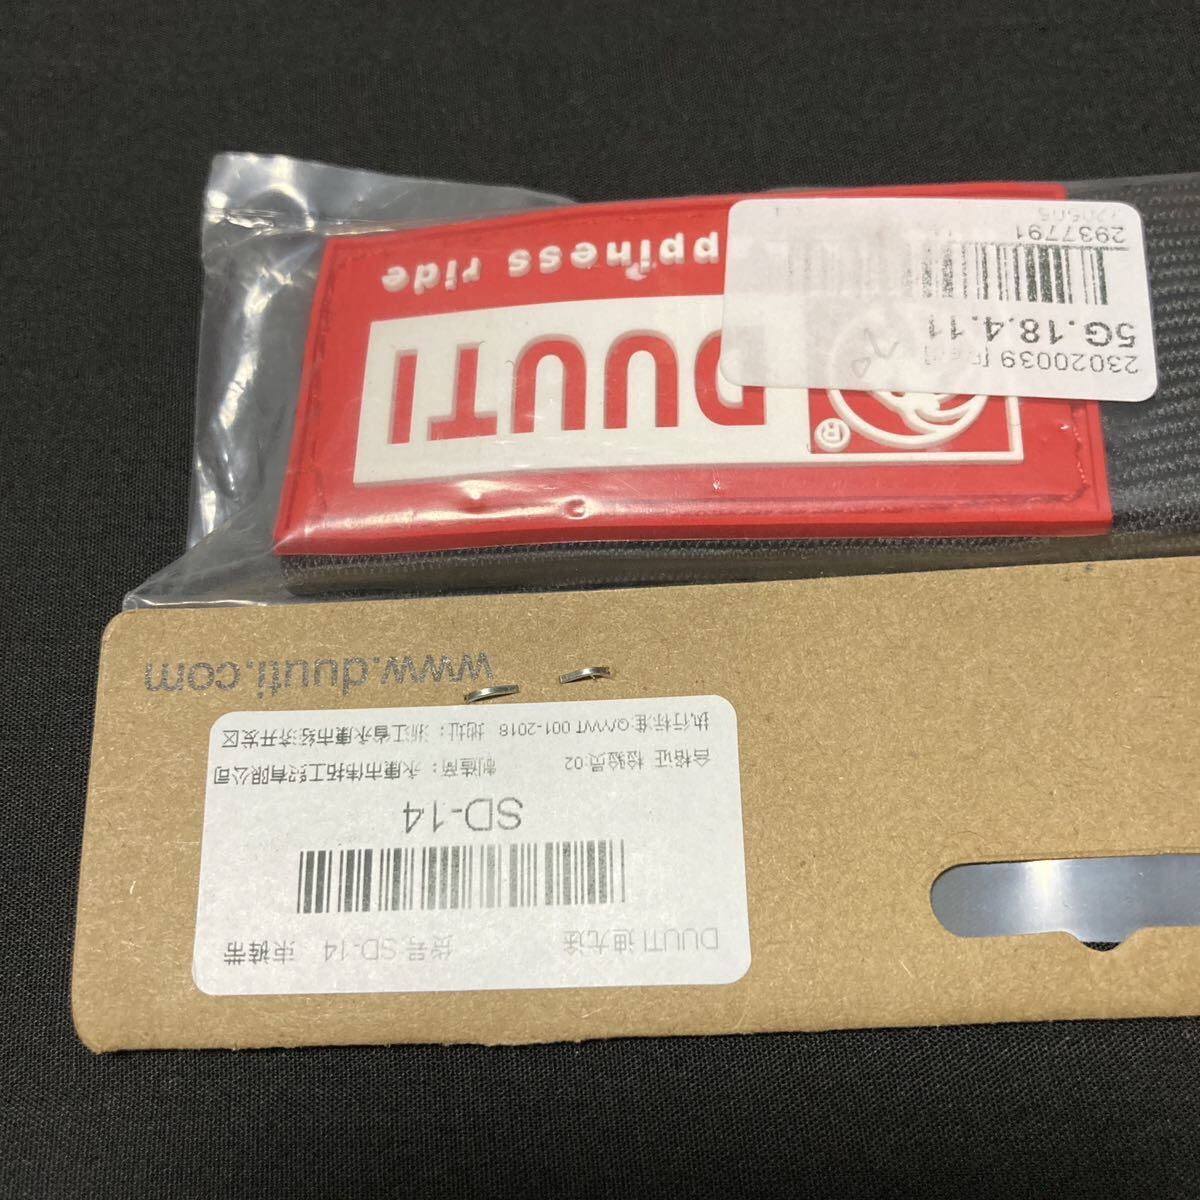 23020039
5G.18.4.11
2937791
®
DUUTI
ppiness ride
DUUTI 迪尤途 货号:SD-14 束裤带
SD-14
合格证 检验员:02 制造商：永康市伟拓工贸有限公司
执行标准:Q/YWT 001-2018 地址：浙江省永康市经济开发区
www.duuti.com